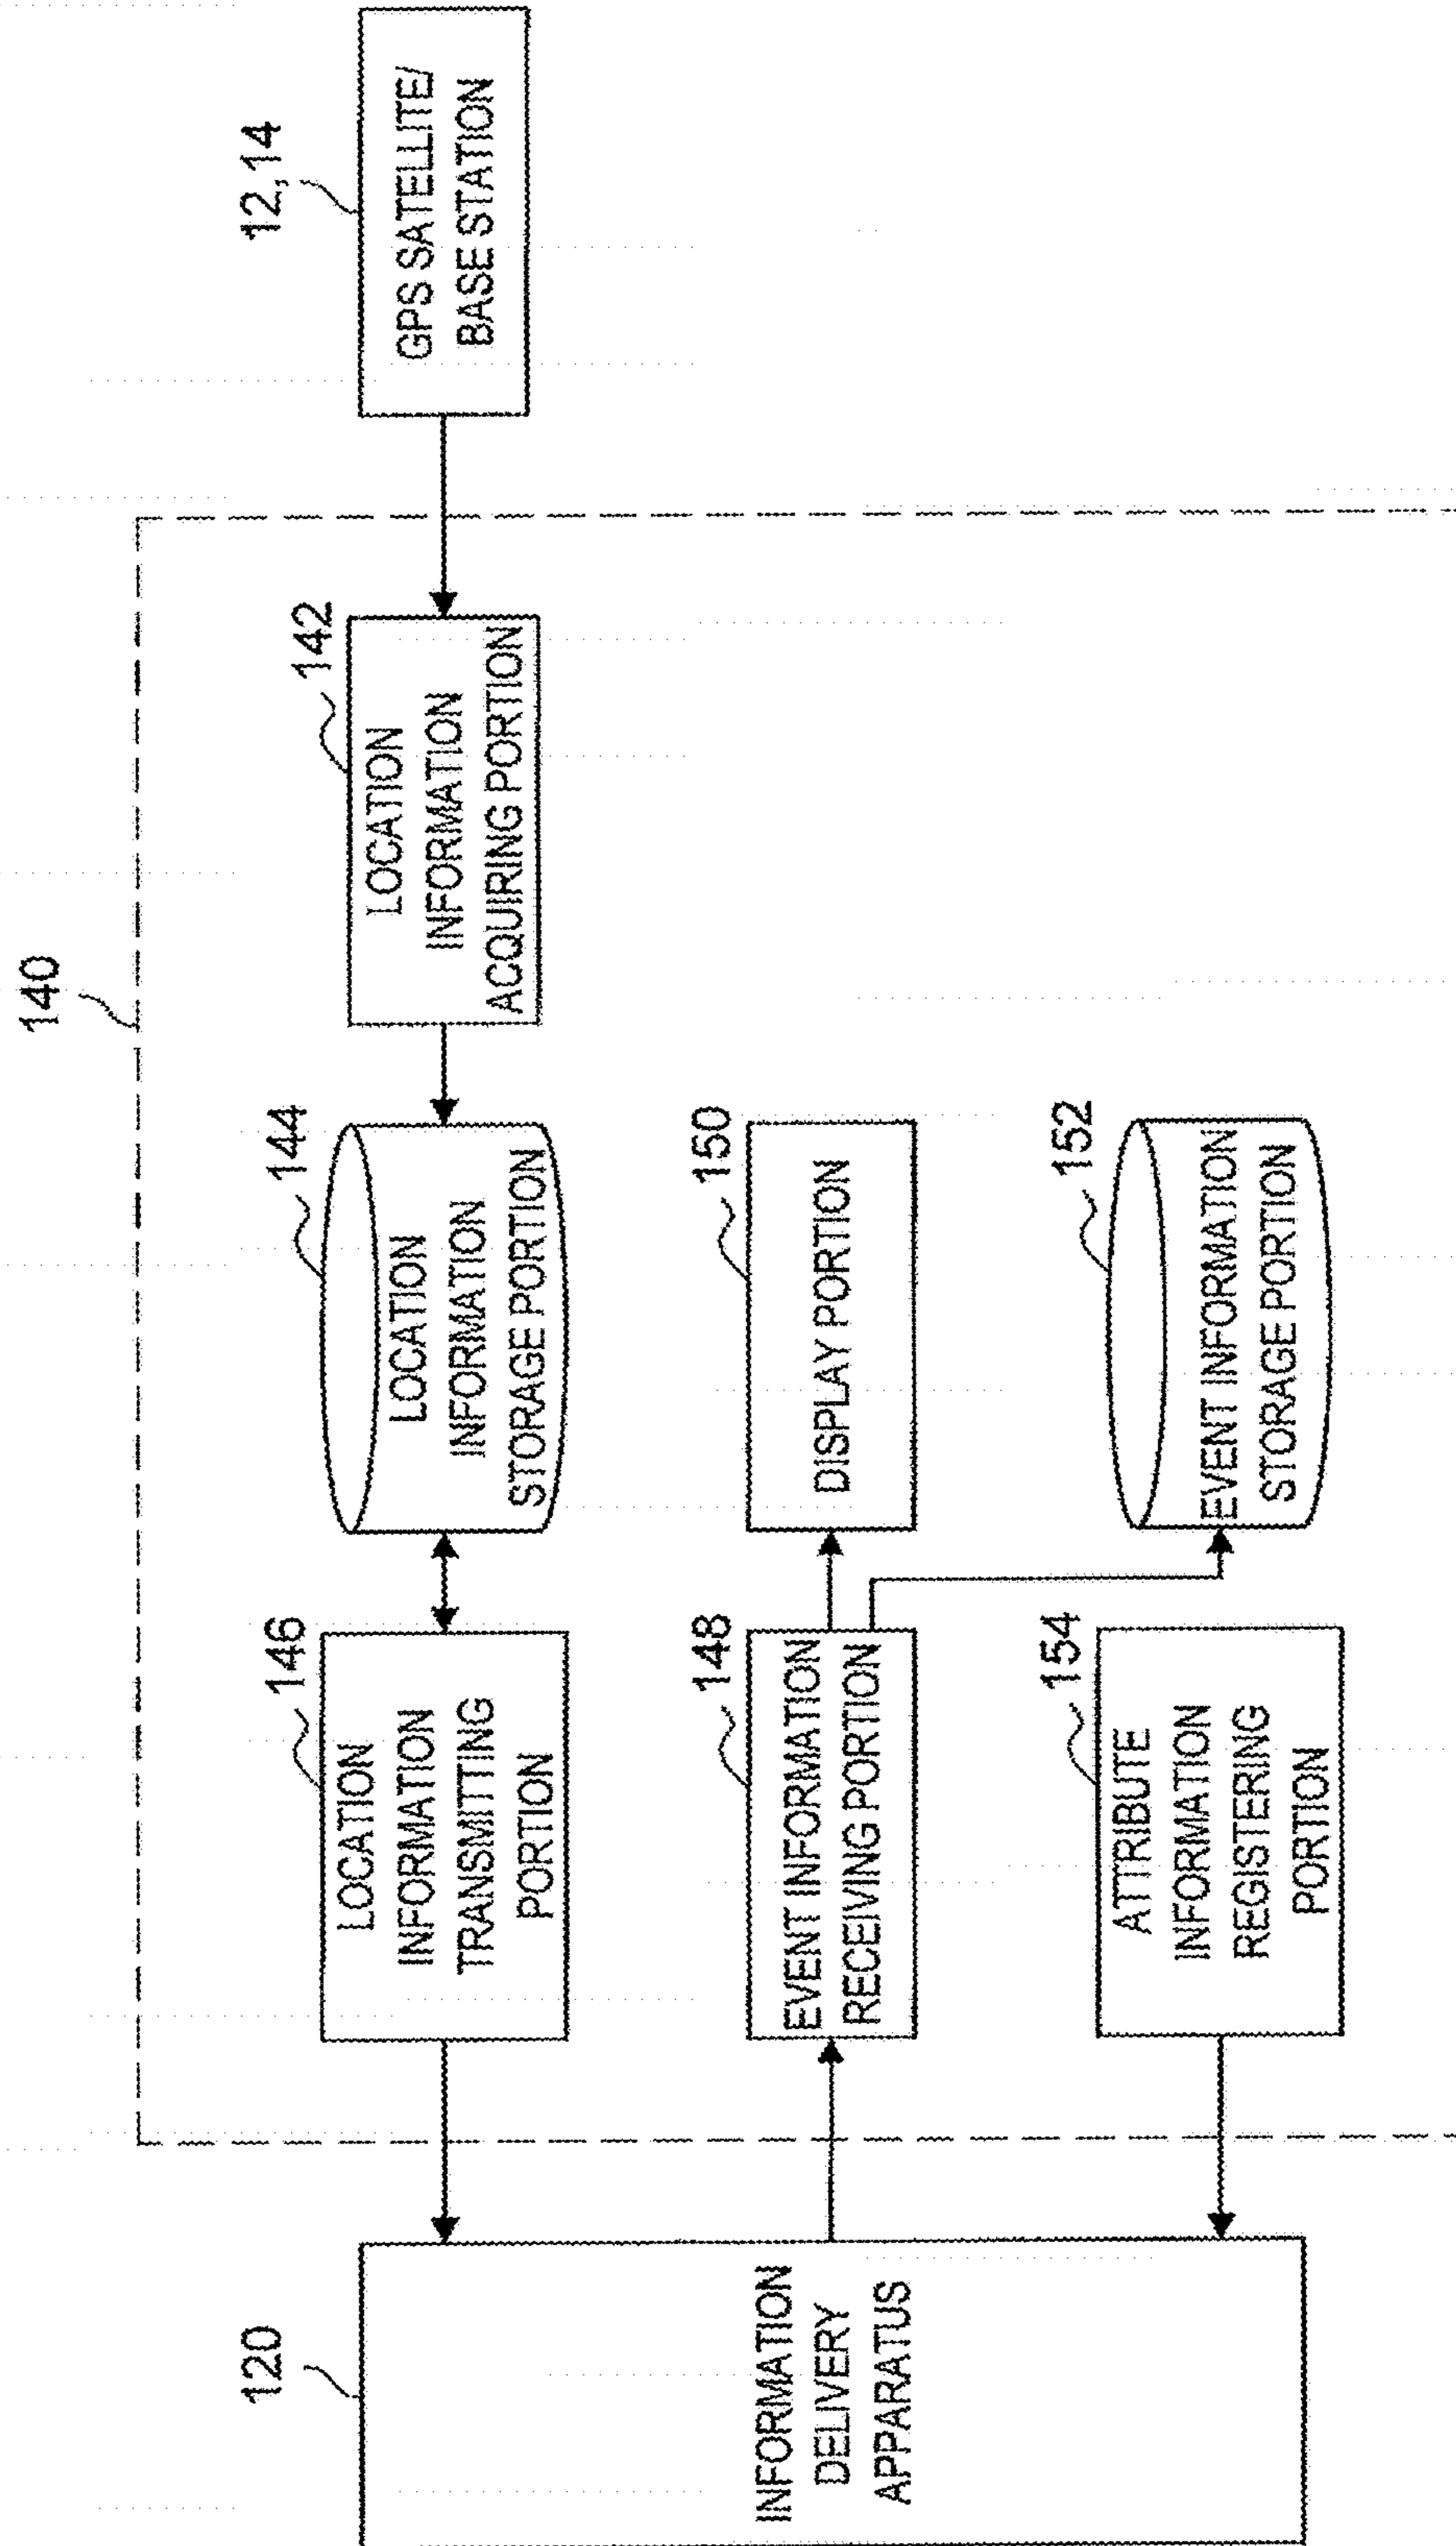 140
120
INFORMATION
DELIVERY
APPARATUS
146
LOCATION
INFORMATION
TRANSMITTING
PORTION
144
LOCATION
INFORMATION
STORAGE PORTION
142
LOCATION
INFORMATION
ACQUIRING PORTION
12,14
GPS SATELLITE/
BASE STATION
148
EVENT INFORMATION
RECEIVING PORTION
150
DISPLAY PORTION
154
ATTRIBUTE
INFORMATION
REGISTERING
PORTION
152
EVENT INFORMATION
STORAGE PORTION